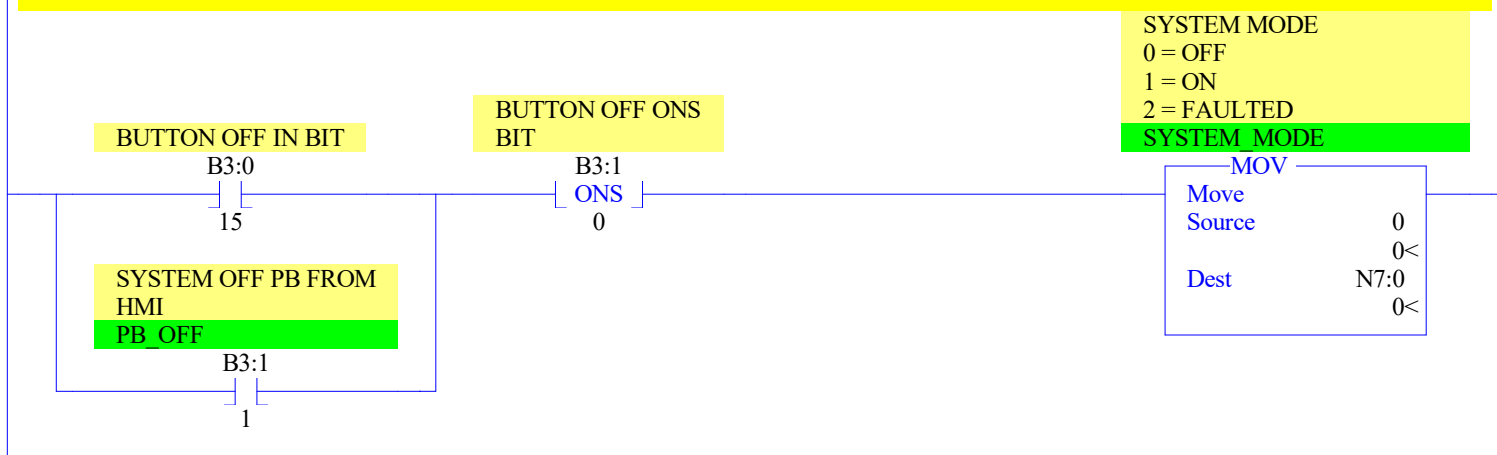 SYSTEM MODE
0 = OFF
1 = ON
2 = FAULTED
SYSTEM_MODE
BUTTON OFF IN BIT
B3:0
15
BUTTON OFF ONS
BIT
B3:1
ONS
0
MOV
Move
Source 0
0<
Dest N7:0
0<
SYSTEM OFF PB FROM
HMI
PB_OFF
B3:1
1